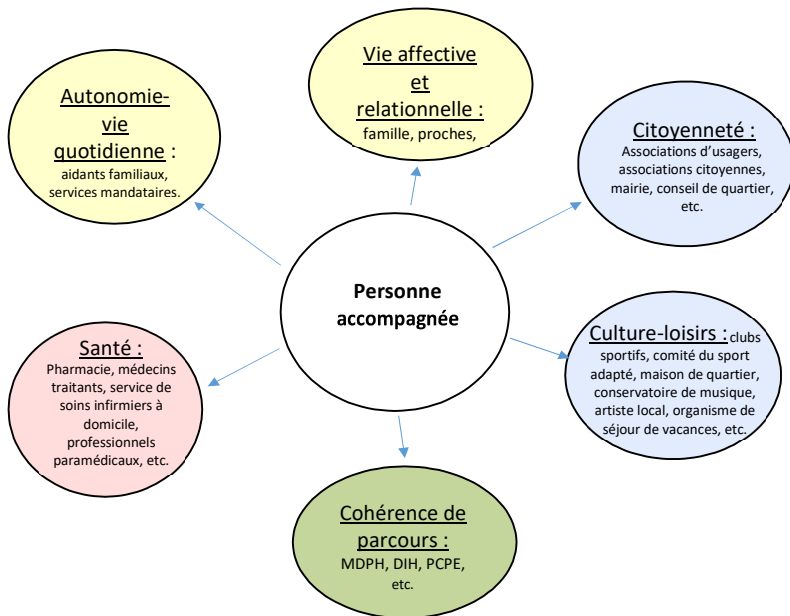 Vie affective
et
relationnelle :
famille, proches,
Autonomie-
vie
quotidienne :
aidants familiaux,
services mandataires.
Citoyenneté :
Associations d’usagers,
associations citoyennes,
mairie, conseil de quartier,
etc.
Personne
accompagnée
Santé :
Pharmacie, médecins
traitants, service de
soins infirmiers à
domicile,
professionnels
paramédicaux, etc.
Culture-loisirs : clubs
sportifs, comité du sport
adapté, maison de quartier,
conservatoire de musique,
artiste local, organisme de
séjour de vacances, etc.
Cohérence de
parcours :
MDPH, DIH, PCPE,
etc.